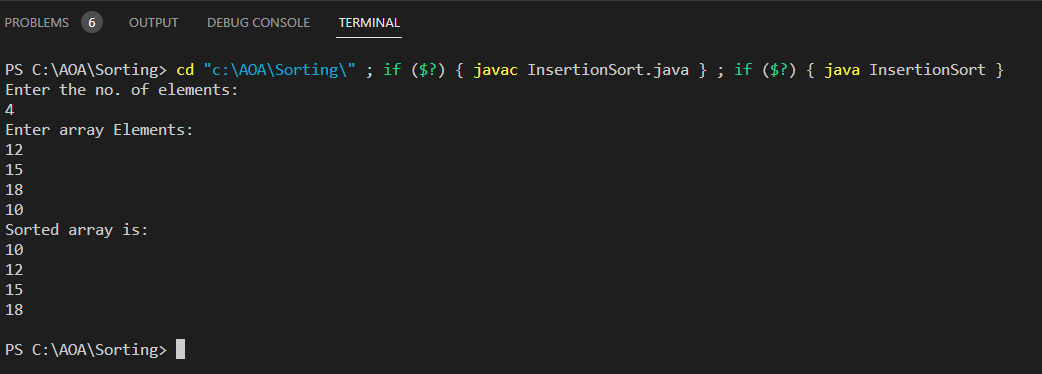 PROBLEMS 6 OUTPUT DEBUG CONSOLE TERMINAL
PS C:\AOA\Sorting> cd "c:\AOA\Sorting\" ; if ($?) { javac InsertionSort.java } ; if ($?) { java InsertionSort }
Enter the no. of elements:
4
Enter array Elements:
12
15
18
10
Sorted array is:
10
12
15
18
PS C:\AOA\Sorting>